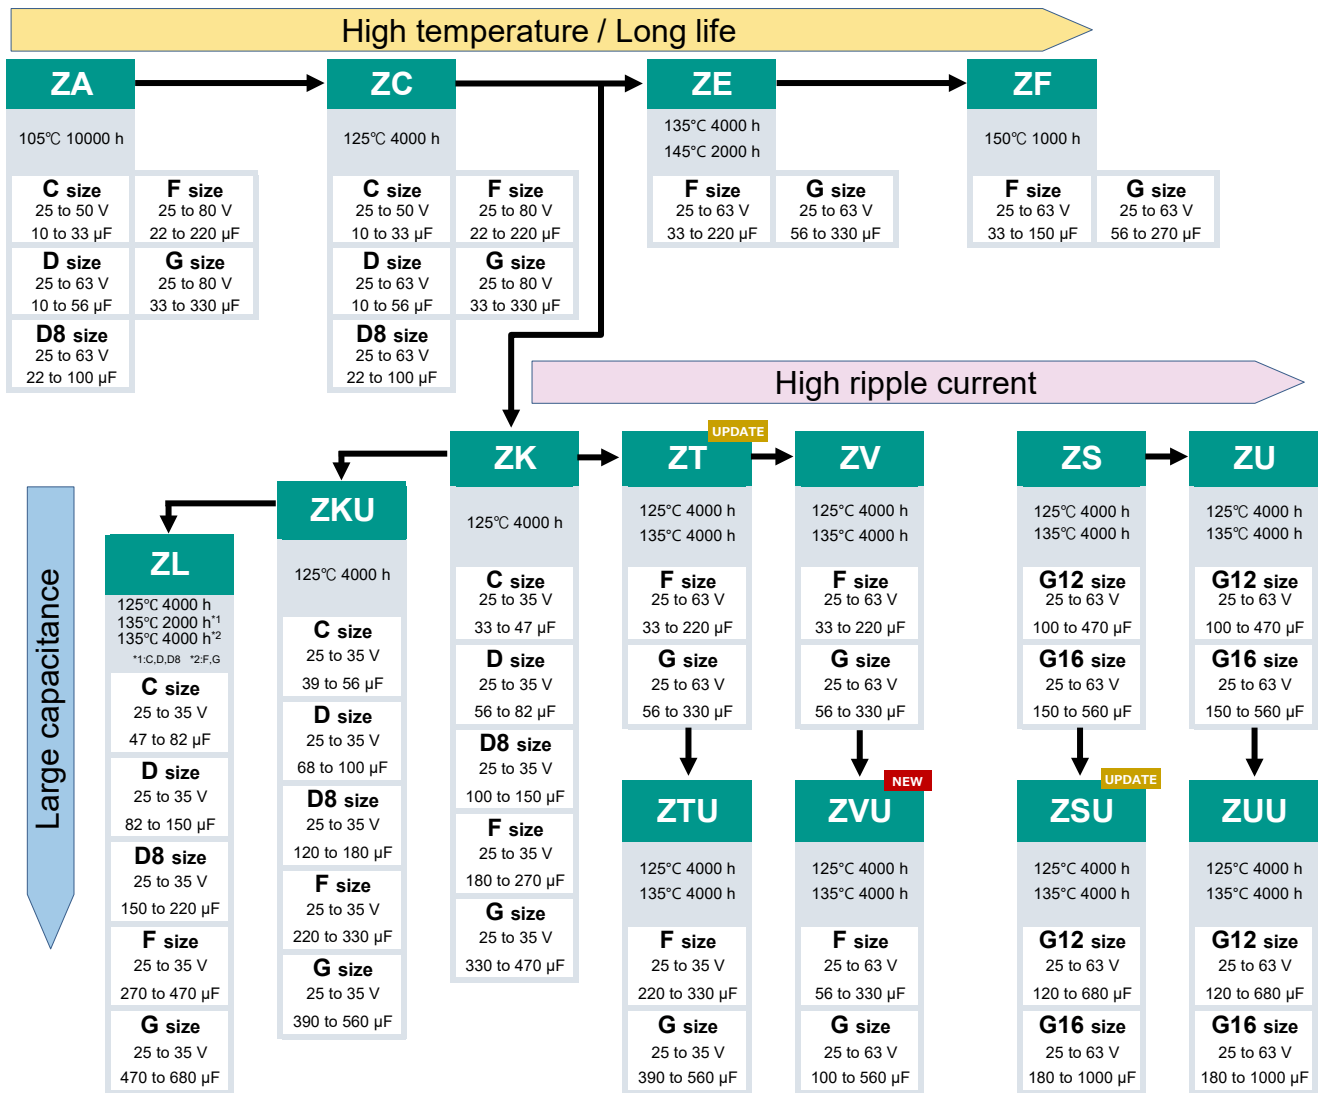 High temperature / Long life
ZA
105℃ 10000 h
C size
25 to 50 V
10 to 33 µF
F size
25 to 80 V
22 to 220 µF
D size
25 to 63 V
10 to 56 µF
G size
25 to 80 V
33 to 330 µF
D8 size
25 to 63 V
22 to 100 µF
ZC
125℃ 4000 h
C size
25 to 50 V
10 to 33 µF
F size
25 to 80 V
22 to 220 µF
D size
25 to 63 V
10 to 56 µF
G size
25 to 80 V
33 to 330 µF
D8 size
25 to 63 V
22 to 100 µF
ZE
135°C 4000 h
145°C 2000 h
F size
25 to 63 V
33 to 220 µF
G size
25 to 63 V
56 to 330 µF
ZF
150℃ 1000 h
F size
25 to 63 V
33 to 150 µF
G size
25 to 63 V
56 to 270 µF
High ripple current
Large capacitance
ZL
125℃ 4000 h
135℃ 2000 h*1
135℃ 4000 h*2
*1:C,D,D8 *2:F,G
C size
25 to 35 V
47 to 82 µF
D size
25 to 35 V
82 to 150 µF
D8 size
25 to 35 V
150 to 220 µF
F size
25 to 35 V
270 to 470 µF
G size
25 to 35 V
470 to 680 µF
ZKU
125℃ 4000 h
C size
25 to 35 V
39 to 56 µF
D size
25 to 35 V
68 to 100 µF
D8 size
25 to 35 V
120 to 180 µF
F size
25 to 35 V
220 to 330 µF
G size
25 to 35 V
390 to 560 µF
ZK
125℃ 4000 h
C size
25 to 35 V
33 to 47 µF
D size
25 to 35 V
56 to 82 µF
D8 size
25 to 35 V
100 to 150 µF
F size
25 to 35 V
180 to 270 µF
G size
25 to 35 V
330 to 470 µF
UPDATE
ZT
125℃ 4000 h
135℃ 4000 h
F size
25 to 63 V
33 to 220 µF
G size
25 to 63 V
56 to 330 µF
ZTU
125℃ 4000 h
135℃ 4000 h
F size
25 to 35 V
220 to 330 µF
G size
25 to 35 V
390 to 560 µF
ZV
125℃ 4000 h
135℃ 4000 h
F size
25 to 63 V
33 to 220 µF
G size
25 to 63 V
56 to 330 µF
NEW
ZVU
125℃ 4000 h
135℃ 4000 h
F size
25 to 63 V
56 to 330 µF
G size
25 to 63 V
100 to 560 µF
ZS
125℃ 4000 h
135℃ 4000 h
G12 size
25 to 63 V
100 to 470 µF
G16 size
25 to 63 V
150 to 560 µF
UPDATE
ZSU
125℃ 4000 h
135℃ 4000 h
G12 size
25 to 63 V
120 to 680 µF
G16 size
25 to 63 V
180 to 1000 µF
ZU
125℃ 4000 h
135℃ 4000 h
G12 size
25 to 63 V
100 to 470 µF
G16 size
25 to 63 V
150 to 560 µF
ZUU
125℃ 4000 h
135℃ 4000 h
G12 size
25 to 63 V
120 to 680 µF
G16 size
25 to 63 V
180 to 1000 µF